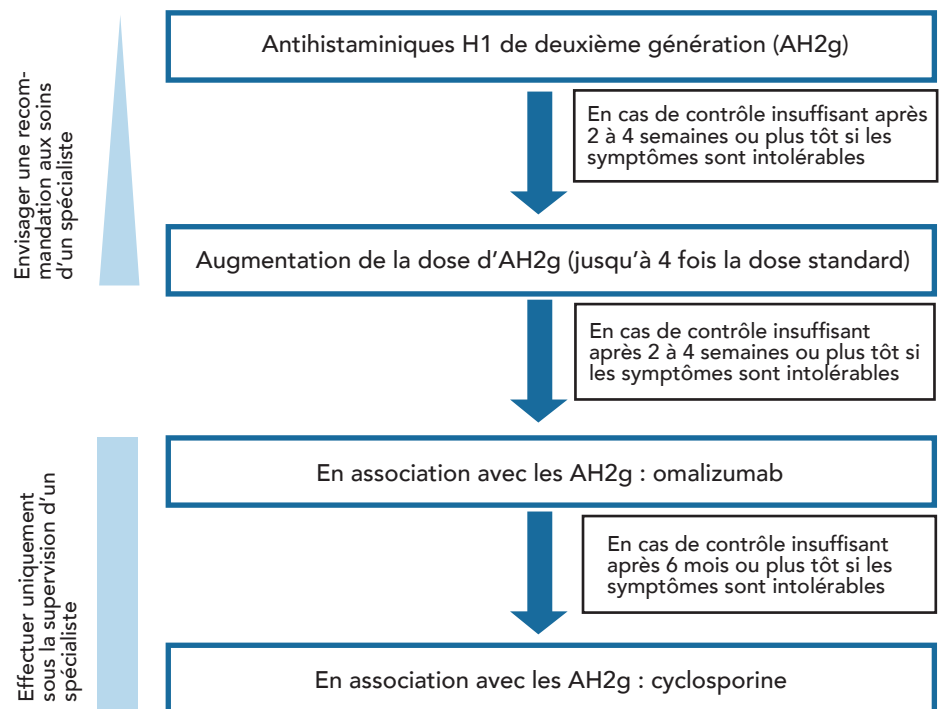 Antihistaminiques H1 de deuxième génération (AH2g)
En cas de contrôle insuffisant après
2 à 4 semaines ou plus tôt si les
symptômes sont intolérables
Envisager une recom-
mandation aux soins
d'un spécialiste
Augmentation de la dose d'AH2g (jusqu'à 4 fois la dose standard)
En cas de contrôle insuffisant
après 2 à 4 semaines ou plus tôt si
les symptômes sont intolérables
En association avec les AH2g : omalizumab
En cas de contrôle insuffisant
après 6 mois ou plus tôt si les
symptômes sont intolérables
Effectuer uniquement
sous la supervision d'un
spécialiste
En association avec les AH2g : cyclosporine